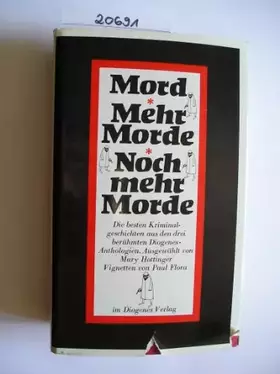 20691
Mord
*
Mehr
Morde
*
Noch
mehr
Morde
Die besten Kriminal-
geschichten aus den drei
berühmten Diogenes-
Anthologien. Ausgewählt von
Mary Hottinger
Vignetten von Paul Flora
im Diogenes Verlag